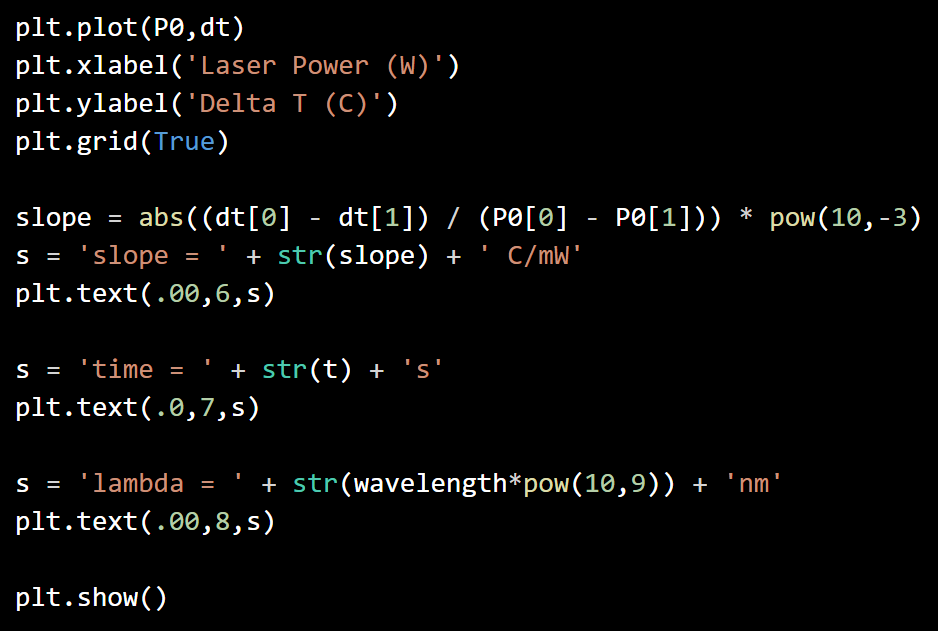 plt.plot(P0,dt)
plt.xlabel('Laser Power (W)')
plt.ylabel('Delta T (C)')
plt.grid(True)
slope = abs((dt[0] - dt[1]) / (P0[0] - P0[1])) * pow(10,-3)
s = 'slope = ' + str(slope) + ' C/mW'
plt.text(.00,6,s)
s = 'time = ' + str(t) + 's'
plt.text(.0,7,s)
s = 'lambda = ' + str(wavelength*pow(10,9)) + 'nm'
plt.text(.00,8,s)
plt.show()